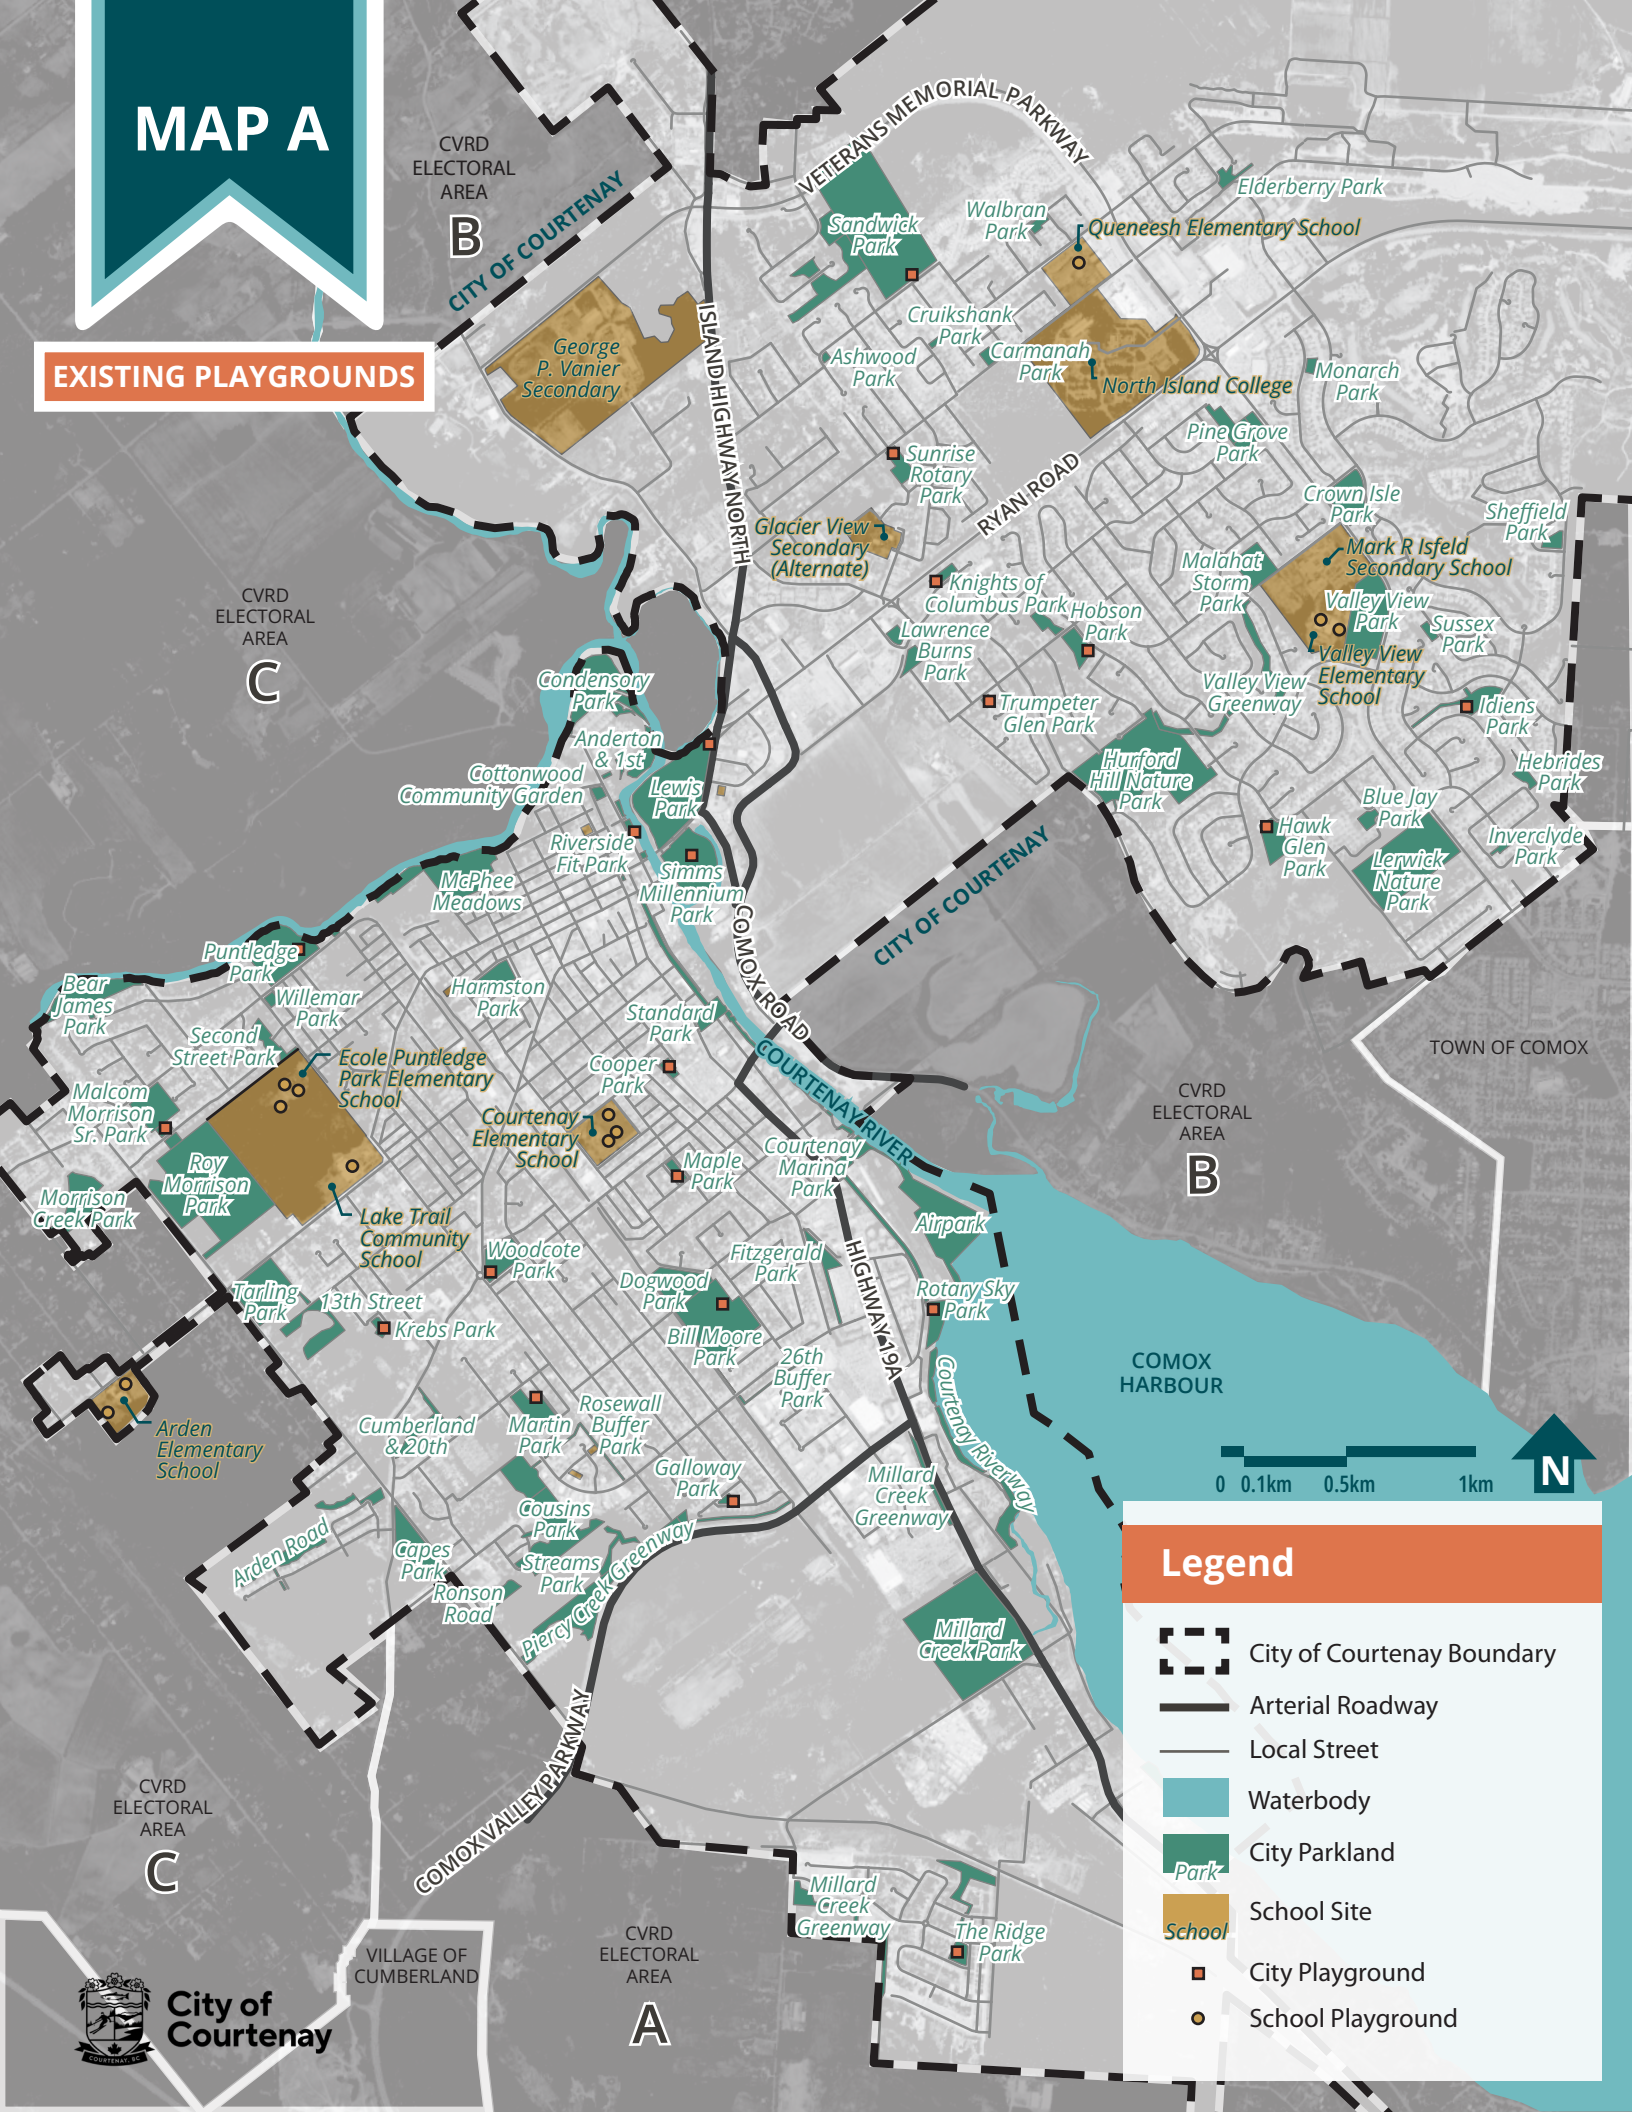 MAP A
EXISTING PLAYGROUNDS
CVRD
ELECTORAL
AREA
B
CITY OF COURTENAY
VETERANS MEMORIAL PARKWAY
Elderberry Park
Sandwick
Park
Walbran
Park
Queneesh Elementary School
George
P. Vanier
Secondary
ISLAND HIGHWAY NORTH
Cruikshank
Park
Ashwood
Park
Carmanah
Park
North Island College
Monarch
Park
Pine Grove
Park
Sunrise
Rotary
Park
RYAN ROAD
Crown Isle
Park
Sheffield
Park
Glacier View
Secondary
(Alternate)
Mark R Isfeld
Secondary School
Malahat
Storm
Park
Knights of
Columbus Park
Hobson
Park
Valley View
Park
Sussex
Park
Lawrence
Burns
Park
Valley View
Elementary
School
CVRD
ELECTORAL
AREA
C
Condensory
Park
Trumpeter
Glen Park
Valley View
Greenway
Idiens
Park
Anderton
& 1st
Cottonwood
Community Garden
Lewis
Park
Hurford
Hill Nature
Park
Hebrides
Park
Blue Jay
Park
Riverside
Fit Park
Hawk
Glen
Park
Inverclyde
Park
Lerwick
Nature
Park
Simms
Millennium
Park
McPhee
Meadows
CITY OF COURTENAY
COMOX ROAD
Puntledge
Park
Bear
James
Park
Willemar
Park
Harmston
Park
Standard
Park
Second
Street Park
Ecole Puntledge
Park Elementary
School
Cooper
Park
COURTENAY RIVER
TOWN OF COMOX
Malcom
Morrison
Sr. Park
Courtenay
Elementary
School
CVRD
ELECTORAL
AREA
B
Roy
Morrison
Park
Maple
Park
Courtenay
Marina
Park
Morrison
Creek Park
Lake Trail
Community
School
Airpark
Woodcote
Park
Fitzgerald
Park
HIGHWAY 19A
Dogwood
Park
Tarling
Park
13th Street
Krebs Park
Rotary Sky
Park
Bill Moore
Park
26th
Buffer
Park
COMOX
HARBOUR
Courtenay Riverway
Arden
Elementary
School
Cumberland
& 20th
Martin
Park
Rosewall
Buffer
Park
Galloway
Park
Millard
Creek
Greenway
0 0.1km 0.5km 1km
N
Cousins
Park
Arden Road
Capes
Park
Streams
Park
Ronson
Road
Piercy Creek Greenway
Millard
Creek Park
COMOX VALLEY PARKWAY
CVRD
ELECTORAL
AREA
C
Millard
Creek
Greenway
The Ridge
Park
VILLAGE OF
CUMBERLAND
CVRD
ELECTORAL
AREA
A
COURTENAY, BC
City of
Courtenay
Legend
City of Courtenay Boundary
Arterial Roadway
Local Street
Waterbody
Park
City Parkland
School
School Site
City Playground
School Playground